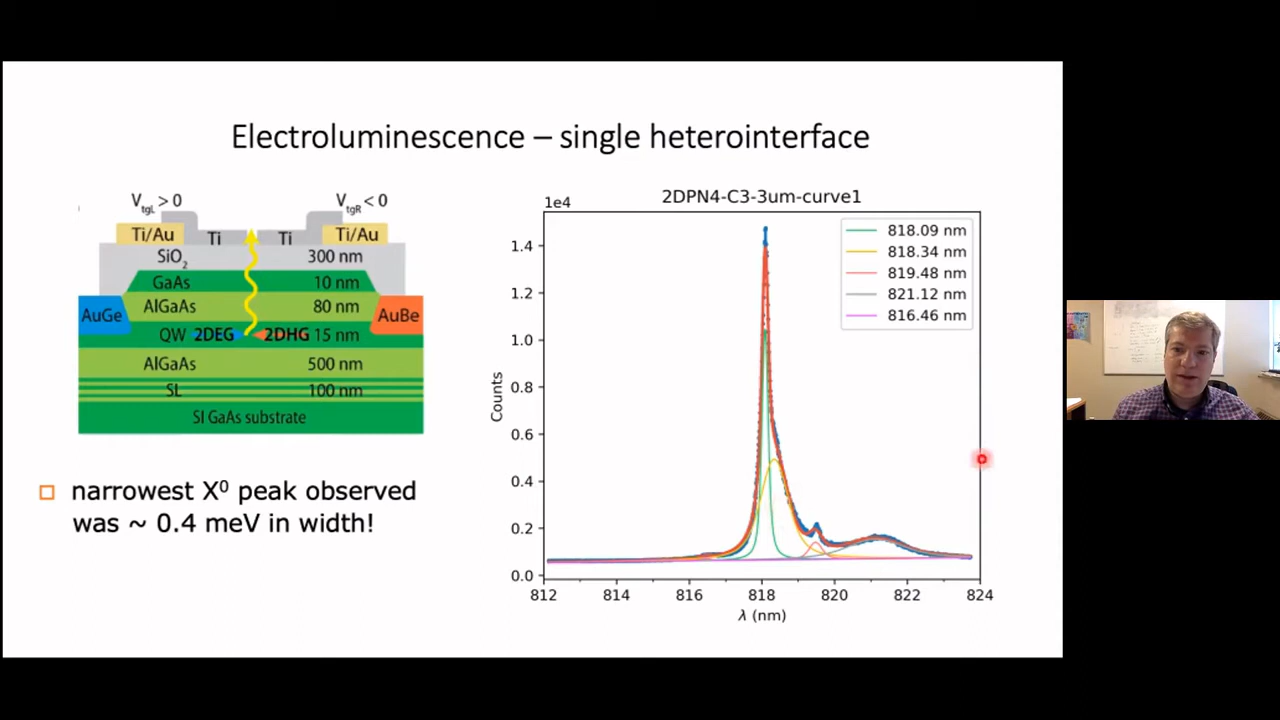 Electroluminescence – single heterointerface
VtgL > 0
VtgR < 0
Ti/Au
Ti
Ti
Ti/Au
SiO2
300 nm
GaAs
10 nm
AlGaAs
80 nm
AuGe
AuBe
QW
2DEG
2DHG
15 nm
AlGaAs
500 nm
SL
100 nm
SI GaAs substrate
narrowest X⁰ peak observed
was ~ 0.4 meV in width!
2DPN4-C3-3um-curve1
1e4
818.09 nm
818.34 nm
819.48 nm
821.12 nm
816.46 nm
1.4
1.2
1.0
0.8
0.6
0.4
0.2
0.0
Counts
812
814
816
818
820
822
824
λ (nm)